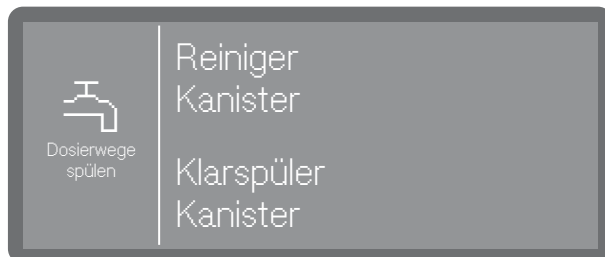 Dosierwege
spülen
Reiniger
Kanister
Klarspüler
Kanister